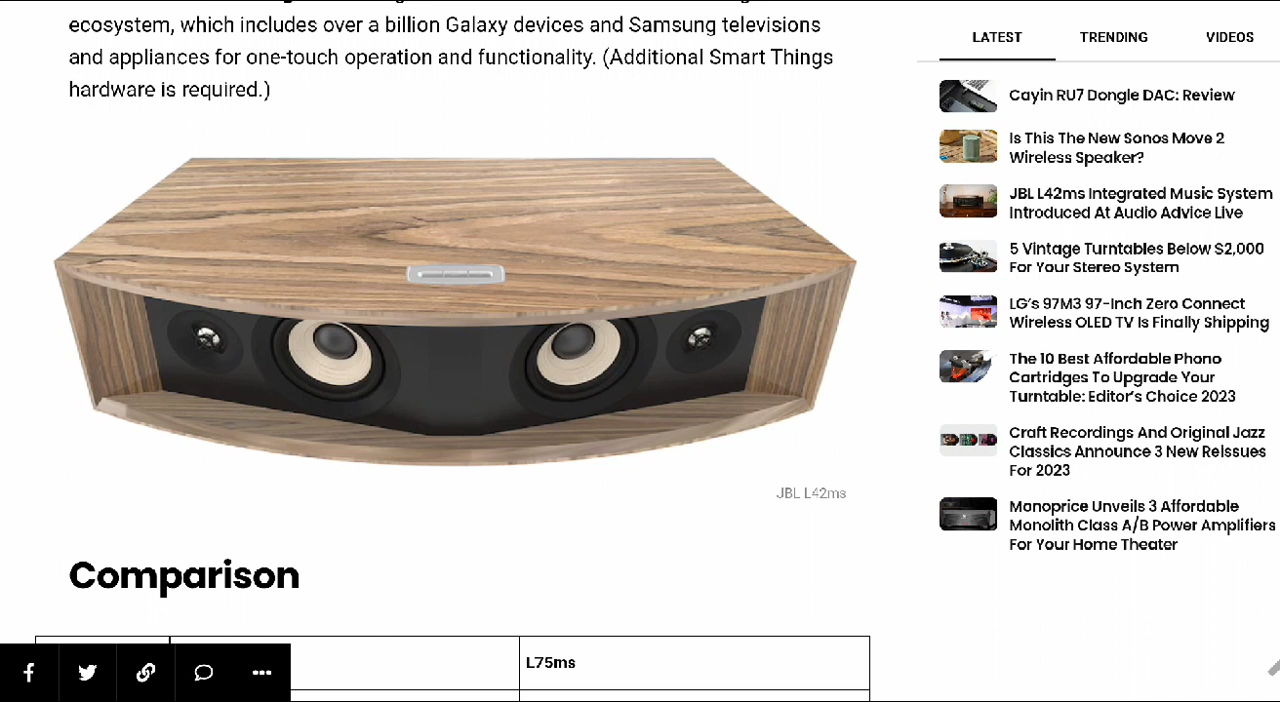 ecosystem, which includes over a billion Galaxy devices and Samsung televisions
and appliances for one-touch operation and functionality. (Additional Smart Things
hardware is required.)
JBL L42ms
Comparison
L75ms
LATEST
TRENDING
VIDEOS
Cayin RU7 Dongle DAC: Review
Is This The New Sonos Move 2
Wireless Speaker?
JBL L42ms Integrated Music System
Introduced At Audio Advice Live
5 Vintage Turntables Below $2,000
For Your Stereo System
LG’s 97M3 97-Inch Zero Connect
Wireless OLED TV Is Finally Shipping
The 10 Best Affordable Phono
Cartridges To Upgrade Your
Turntable: Editor’s Choice 2023
Craft Recordings And Original Jazz
Classics Announce 3 New Reissues
For 2023
Monoprice Unveils 3 Affordable
Monolith Class A/B Power Amplifiers
For Your Home Theater